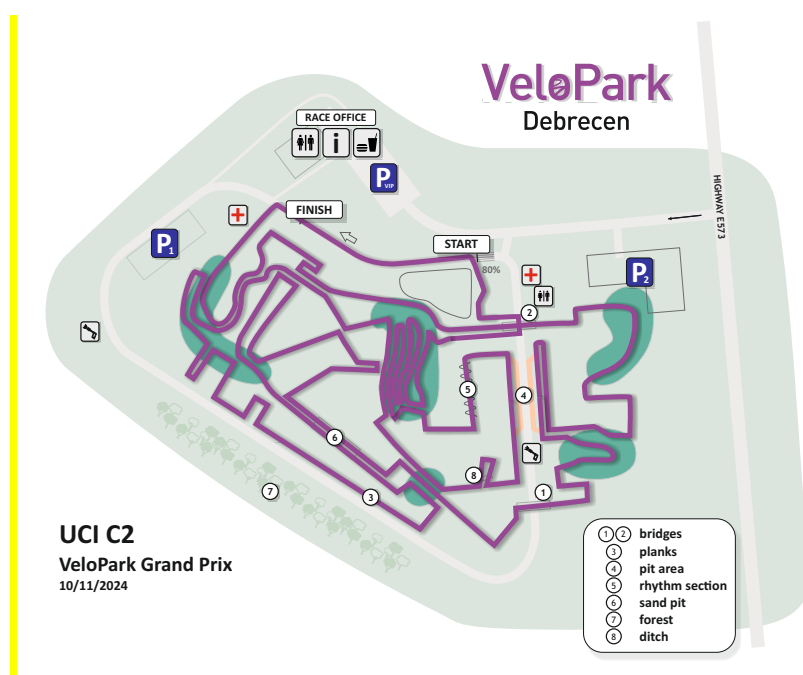 VeloPark
Debrecen
RACE OFFICE
i
P VIP
FINISH
START
80%
HIGHWAY E573
P1
P2
2
5
4
6
8
7
3
1
UCI C2
VeloPark Grand Prix
10/11/2024
1 2 bridges
3 planks
4 pit area
5 rhythm section
6 sand pit
7 forest
8 ditch